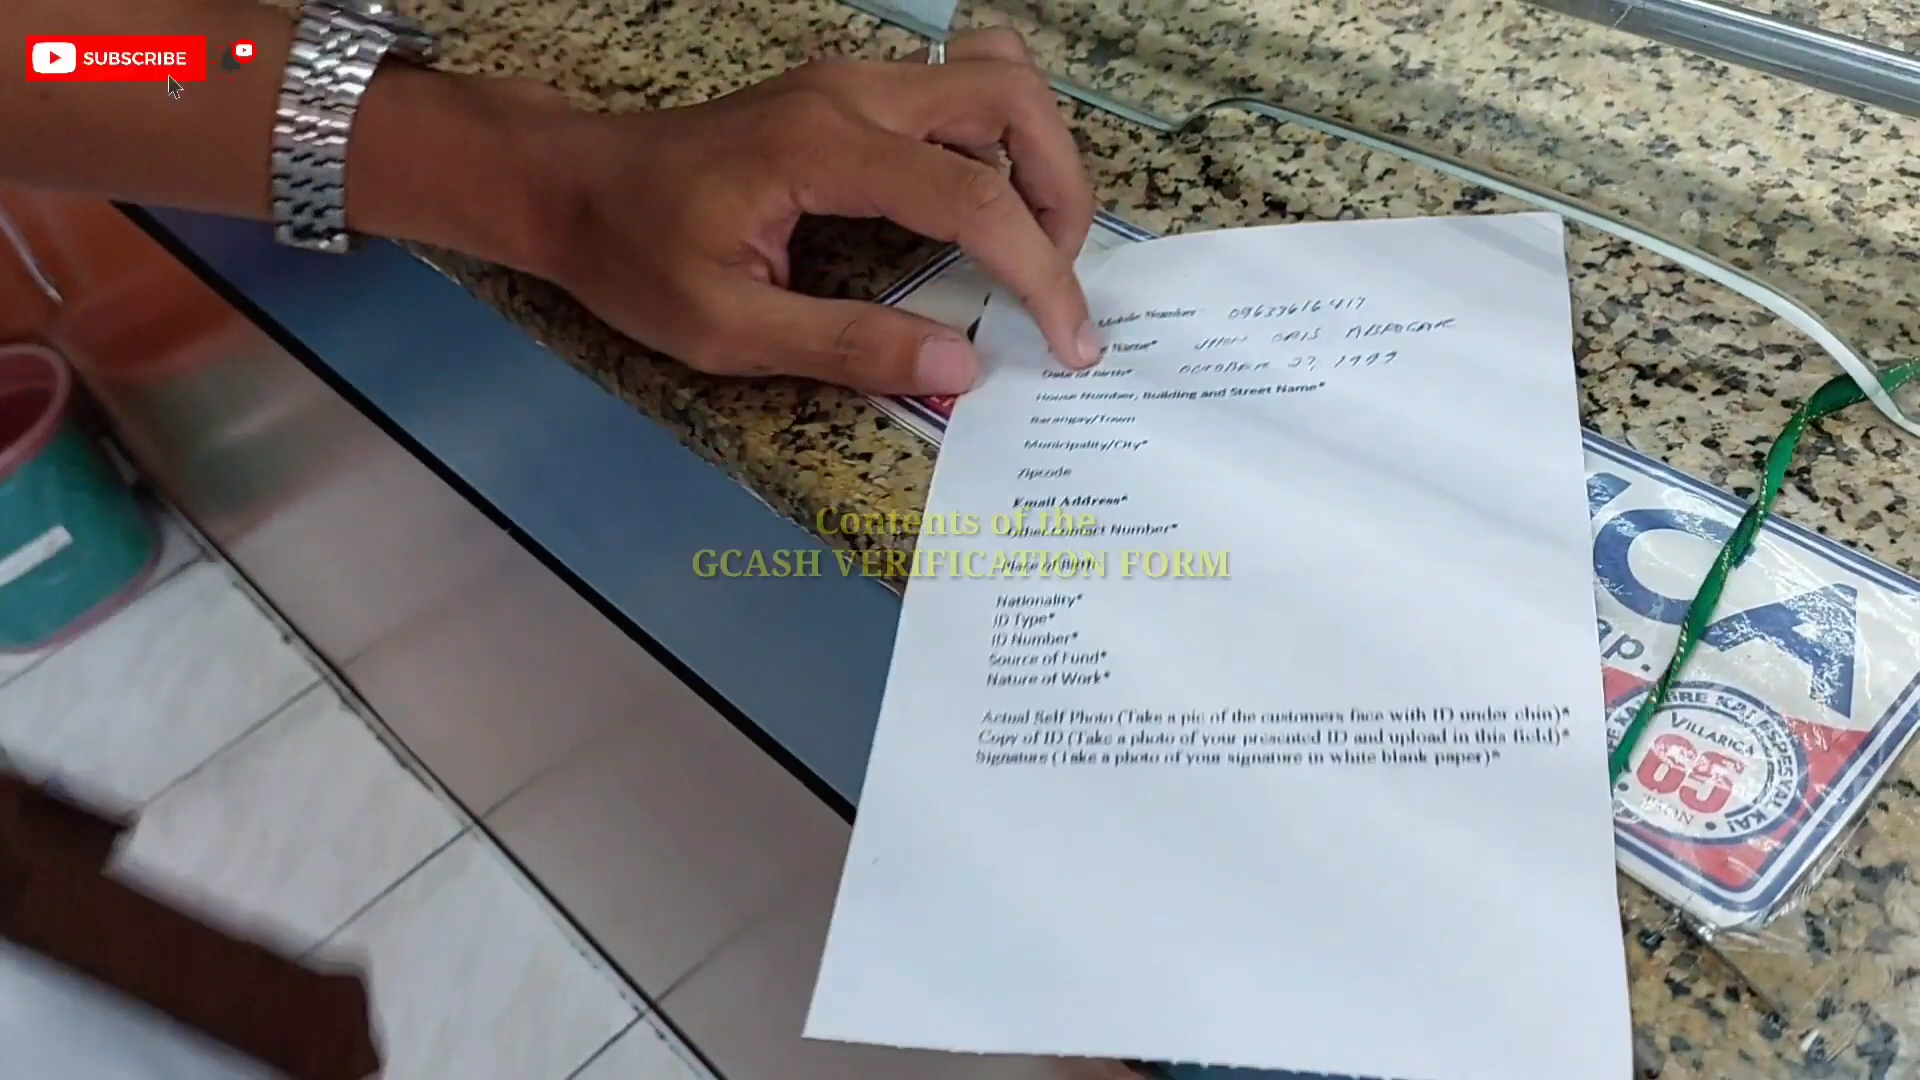 SUBSCRIBE
Mobile Number 09637616417
Name*
Date of Birth* OCTOBER 27, 1999
House Number, Building and Street Name*
Barangay/Town
Municipality/City*
Zipcode
Email Address*
Contents of the
Other Contact Number*
GCASH VERIFICATION FORM
Place of Birth
Nationality*
ID Type*
ID Number*
Source of Fund*
Nature of Work*
Actual Self Photo (Take a pic of the customers face with ID under chin)*
Copy of ID (Take a photo of your presented ID and upload in this field)*
Signature (Take a photo of your signature in white blank paper)*
ICA
VILLARICA
65